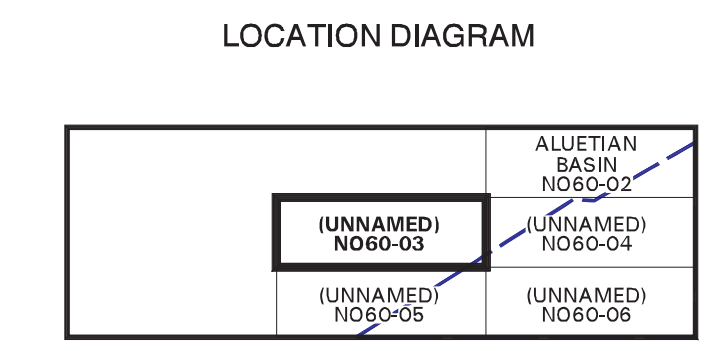 LOCATION DIAGRAM
ALUETIAN
BASIN
NO60-02
(UNNAMED)
NO60-03
(UNNAMED)
NO60-04
(UNNAMED)
NO60-05
(UNNAMED)
NO60-06